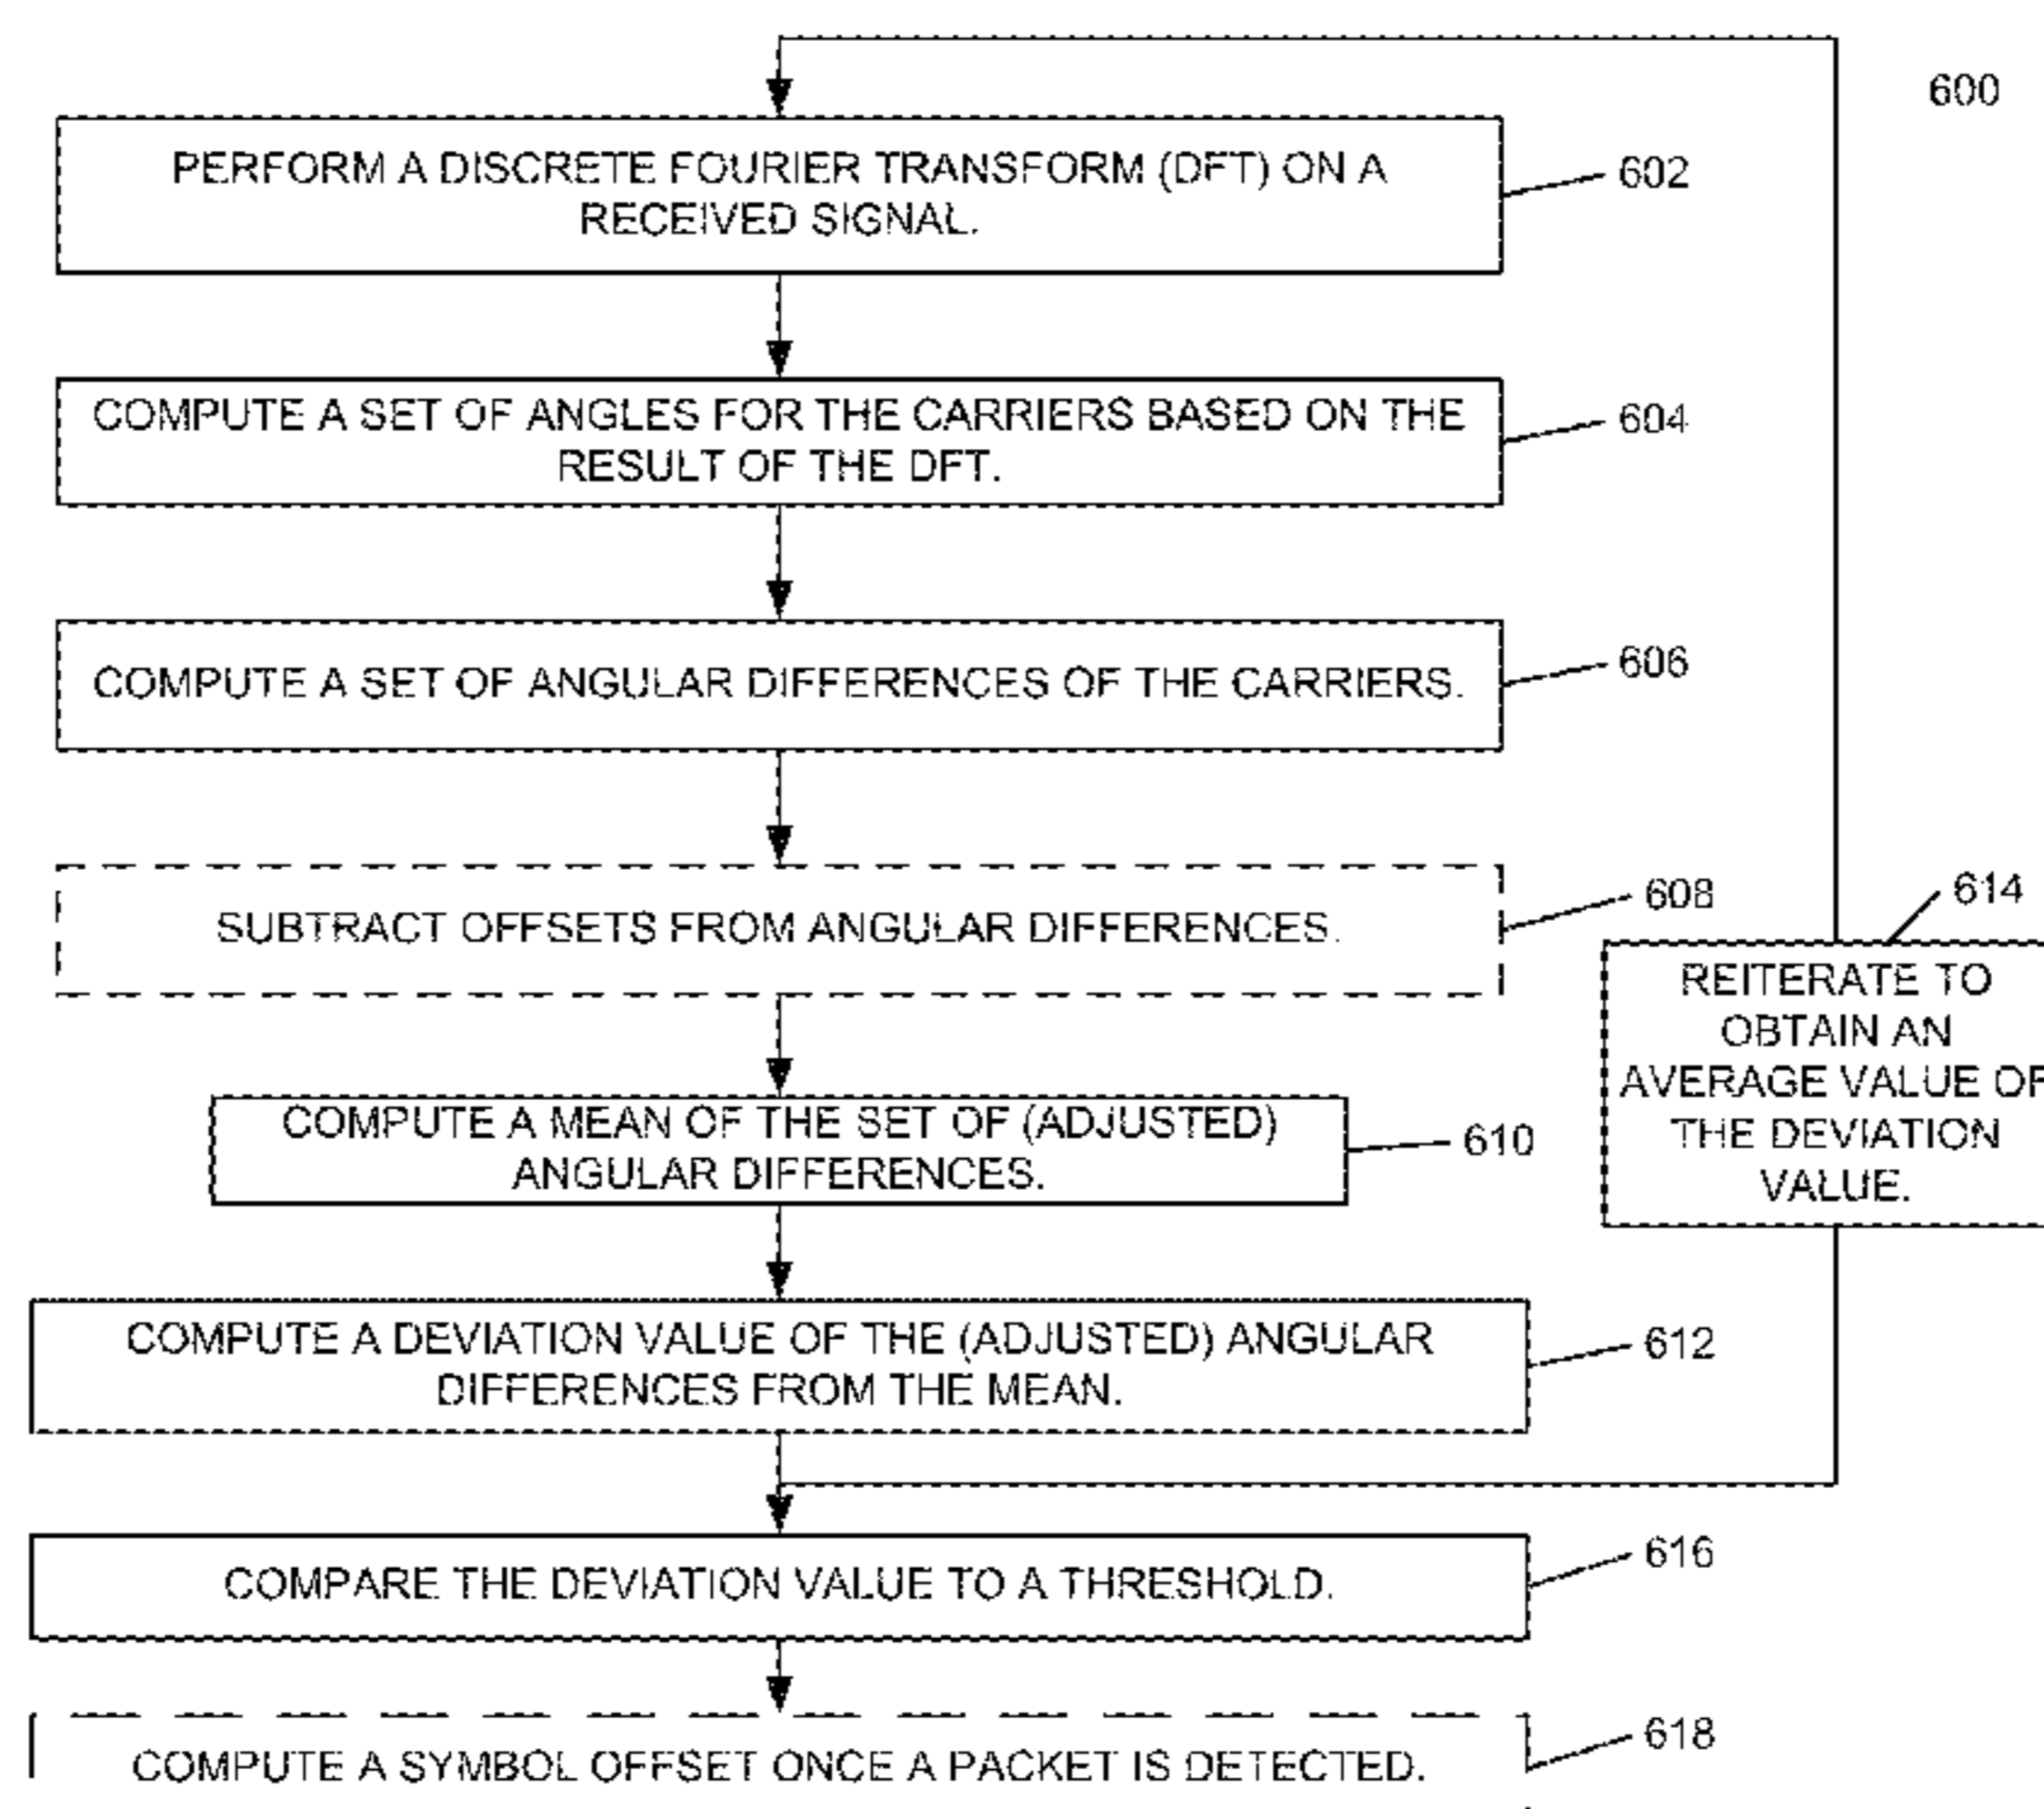 600
PERFORM A DISCRETE FOURIER TRANSFORM (DFT) ON A
RECEIVED SIGNAL.
602
COMPUTE A SET OF ANGLES FOR THE CARRIERS BASED ON THE
RESULT OF THE DFT.
604
COMPUTE A SET OF ANGULAR DIFFERENCES OF THE CARRIERS.
606
SUBTRACT OFFSETS FROM ANGULAR DIFFERENCES.
608
614
REITERATE TO
OBTAIN AN
AVERAGE VALUE OF
THE DEVIATION
VALUE.
COMPUTE A MEAN OF THE SET OF (ADJUSTED)
ANGULAR DIFFERENCES.
610
COMPUTE A DEVIATION VALUE OF THE (ADJUSTED) ANGULAR
DIFFERENCES FROM THE MEAN.
612
COMPARE THE DEVIATION VALUE TO A THRESHOLD.
616
COMPUTE A SYMBOL OFFSET ONCE A PACKET IS DETECTED.
618